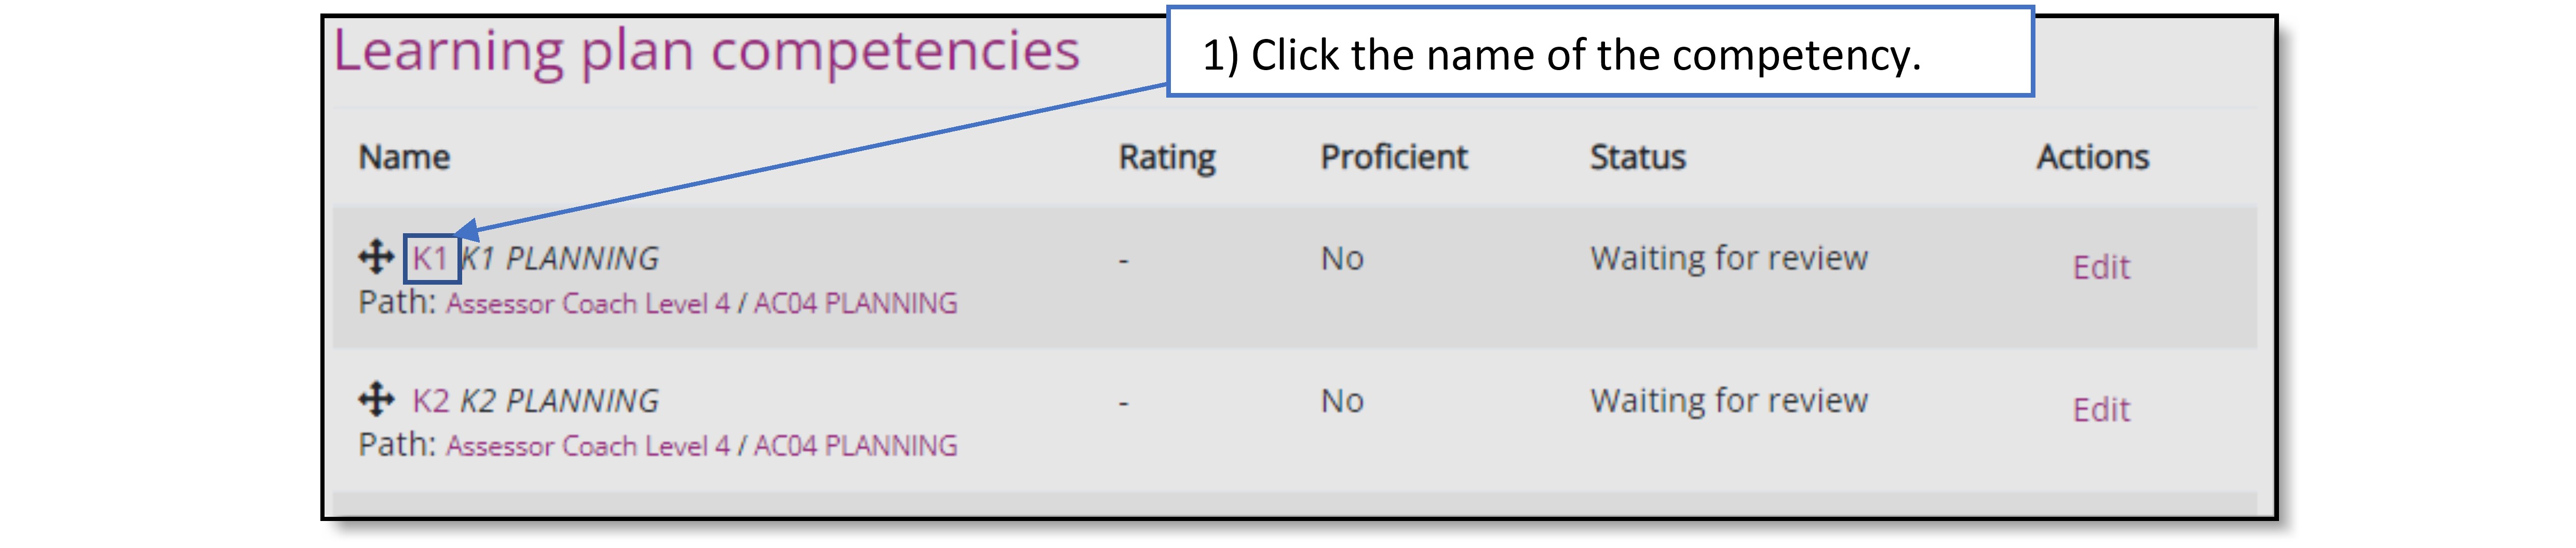 Learning plan competencies
1) Click the name of the competency.
Name Rating Proficient Status Actions
K1 K1 PLANNING - No Waiting for review Edit
Path: Assessor Coach Level 4 / AC04 PLANNING
K2 K2 PLANNING - No Waiting for review Edit
Path: Assessor Coach Level 4 / AC04 PLANNING